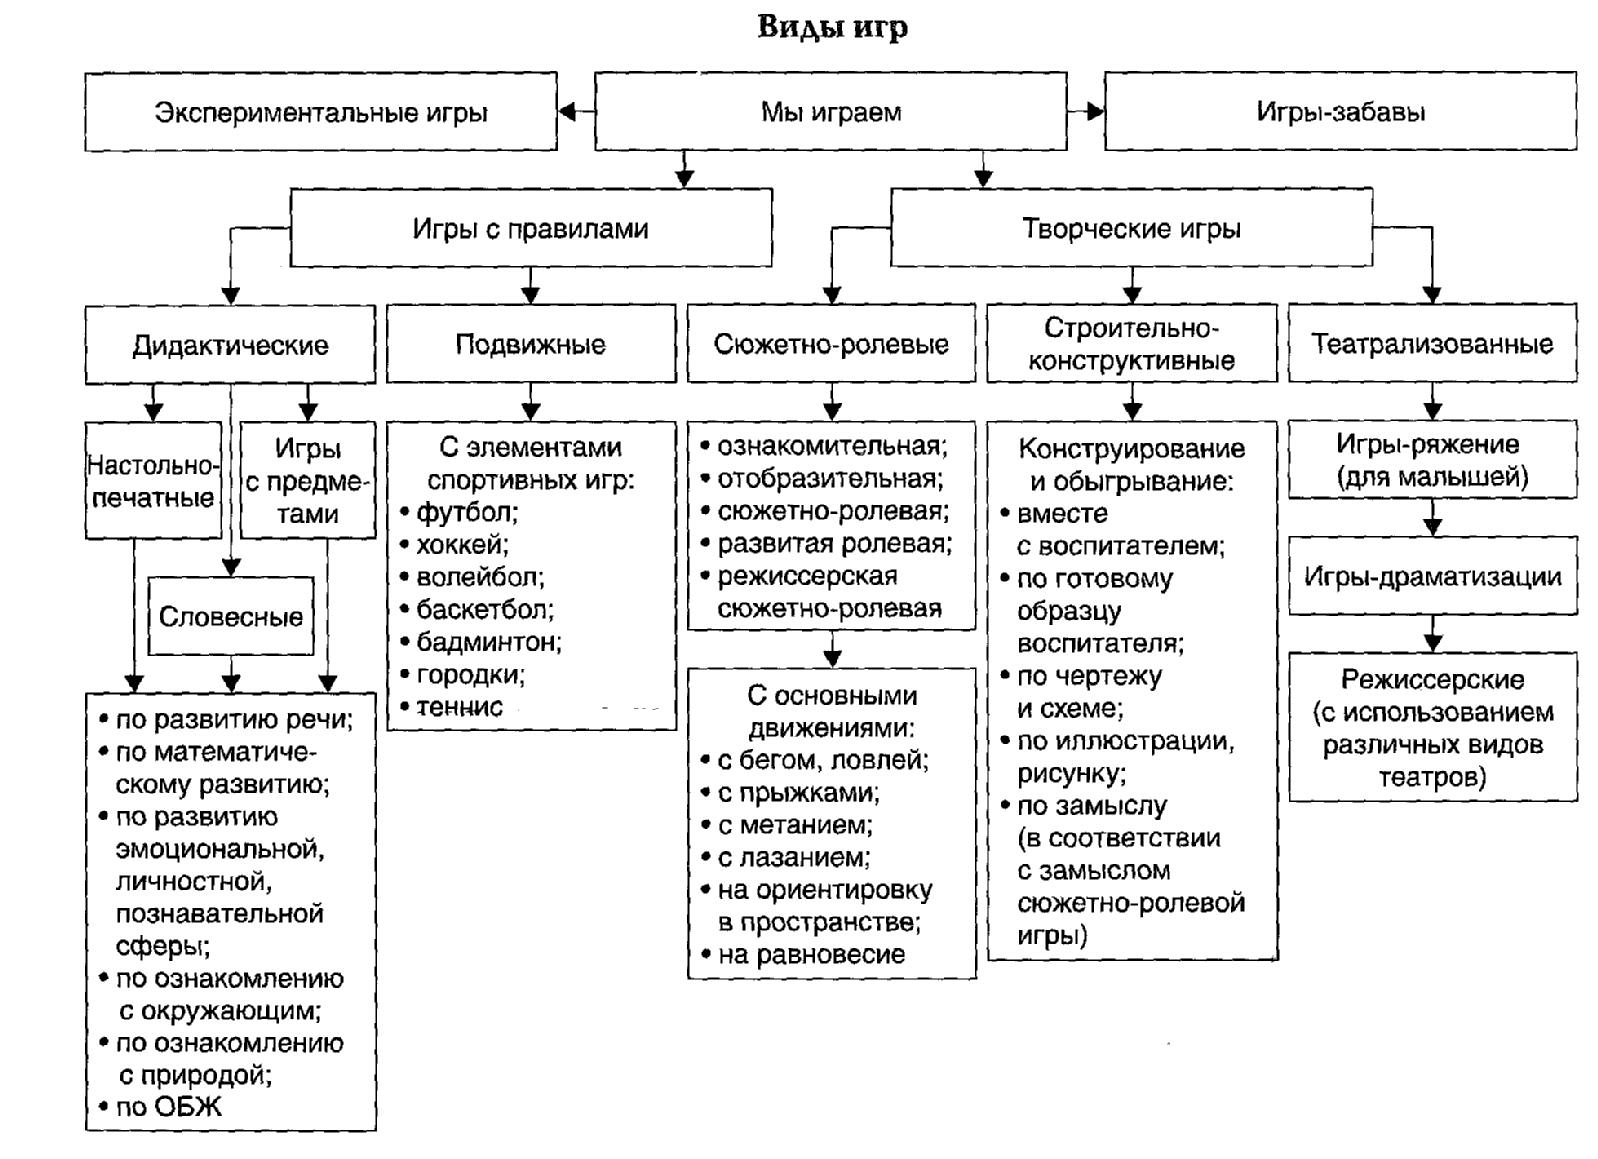 Виды игр
Экспериментальные игры
Мы играем
Игры-забавы
Игры с правилами
Творческие игры
Дидактические
Подвижные
Сюжетно-ролевые
Строительно-
конструктивные
Театрализованные
Настольно-
печатные
Игры
с предме-
тами
Словесные
• по развитию речи;
• по математиче-
скому развитию;
• по развитию
эмоциональной,
личностной,
познавательной
сферы;
• по ознакомлению
с окружающим;
• по ознакомлению
с природой;
• по ОБЖ
С элементами
спортивных игр:
• футбол;
• хоккей;
• волейбол;
• баскетбол;
• бадминтон;
• городки;
• теннис
• ознакомительная;
• отобразительная;
• сюжетно-ролевая;
• развитая ролевая;
• режиссерская
сюжетно-ролевая
С основными
движениями:
• с бегом, ловлей;
• с прыжками;
• с метанием;
• с лазанием;
• на ориентировку
в пространстве;
• на равновесие
Конструирование
и обыгрывание:
• вместе
с воспитателем;
• по готовому
образцу
воспитателя;
• по чертежу
и схеме;
• по иллюстрации,
рисунку;
• по замыслу
(в соответствии
с замыслом
сюжетно-ролевой
игры)
Игры-ряжение
(для малышей)
Игры-драматизации
Режиссерские
(с использованием
различных видов
театров)